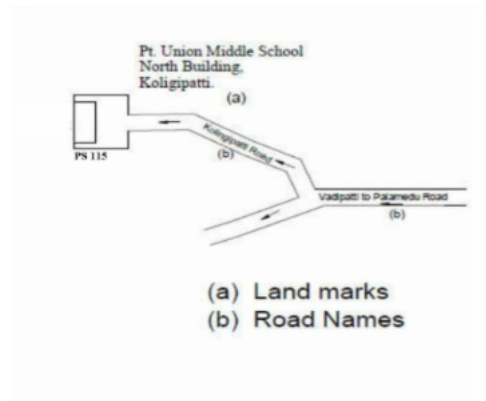 Pt. Union Middle School
North Building,
Koligipatti.
(a)
Koligipatti Road
(b)
PS 115
Vadipatti to Palamedu Road
(b)
(a) Land marks
(b) Road Names